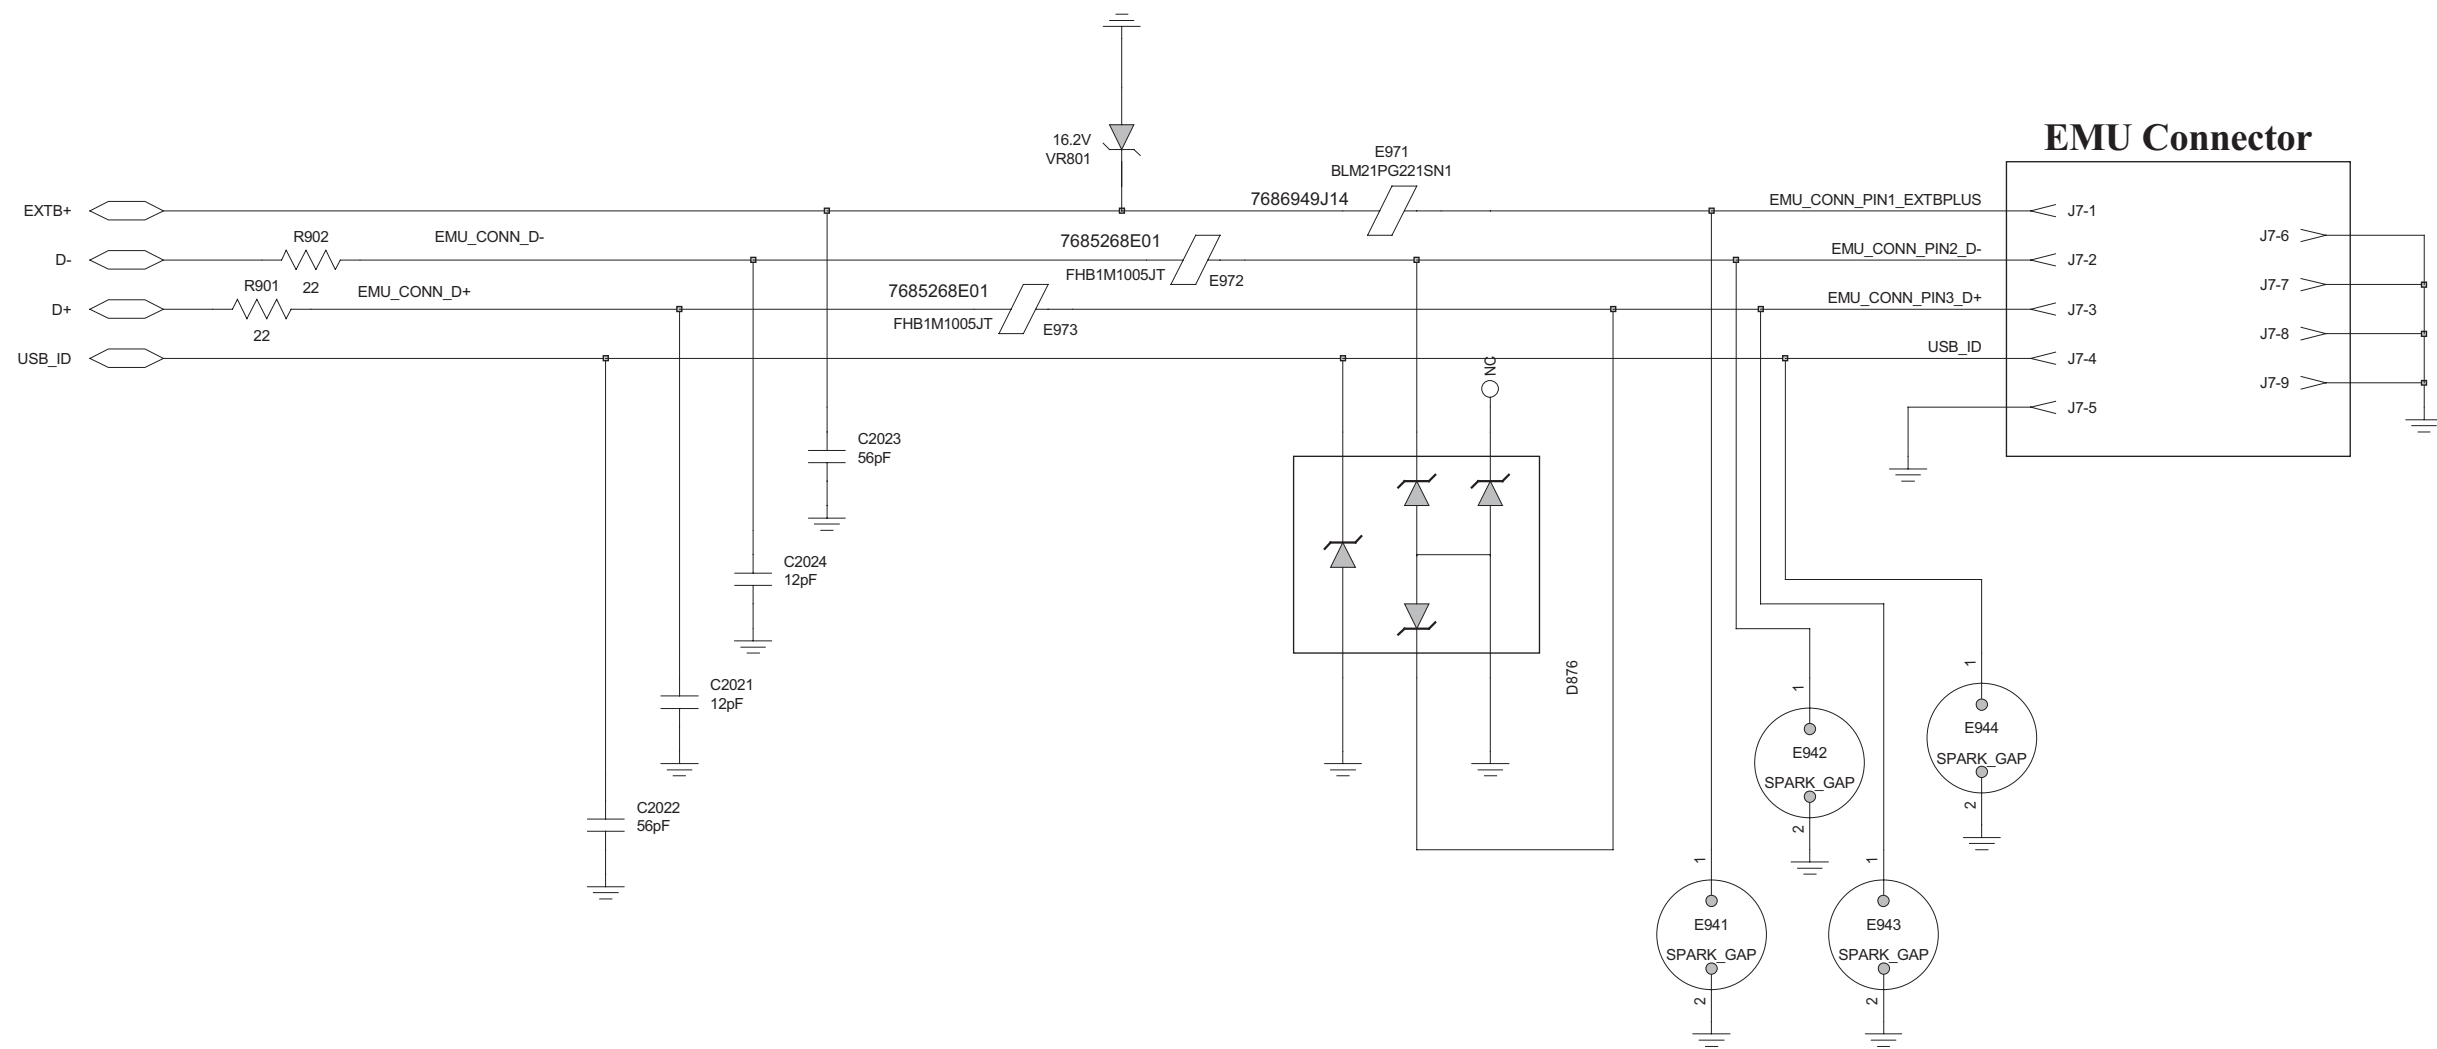 EMU Connector
16.2V
VR801
E971
BLM21PG221SN1
7686949J14
EXTB+
EMU_CONN_PIN1_EXTBPLUS
J7-1
R902
22
EMU_CONN_D-
7685268E01
FHB1M1005JT
E972
D-
EMU_CONN_PIN2_D-
J7-2
J7-6
R901
22
EMU_CONN_D+
7685268E01
FHB1M1005JT
E973
D+
EMU_CONN_PIN3_D+
J7-3
J7-7
USB_ID
NC
USB_ID
J7-4
J7-8
J7-9
J7-5
C2023
56pF
C2024
12pF
C2021
12pF
C2022
56pF
D876
1
E944
SPARK_GAP
2
1
E942
SPARK_GAP
2
1
E941
SPARK_GAP
2
1
E943
SPARK_GAP
2